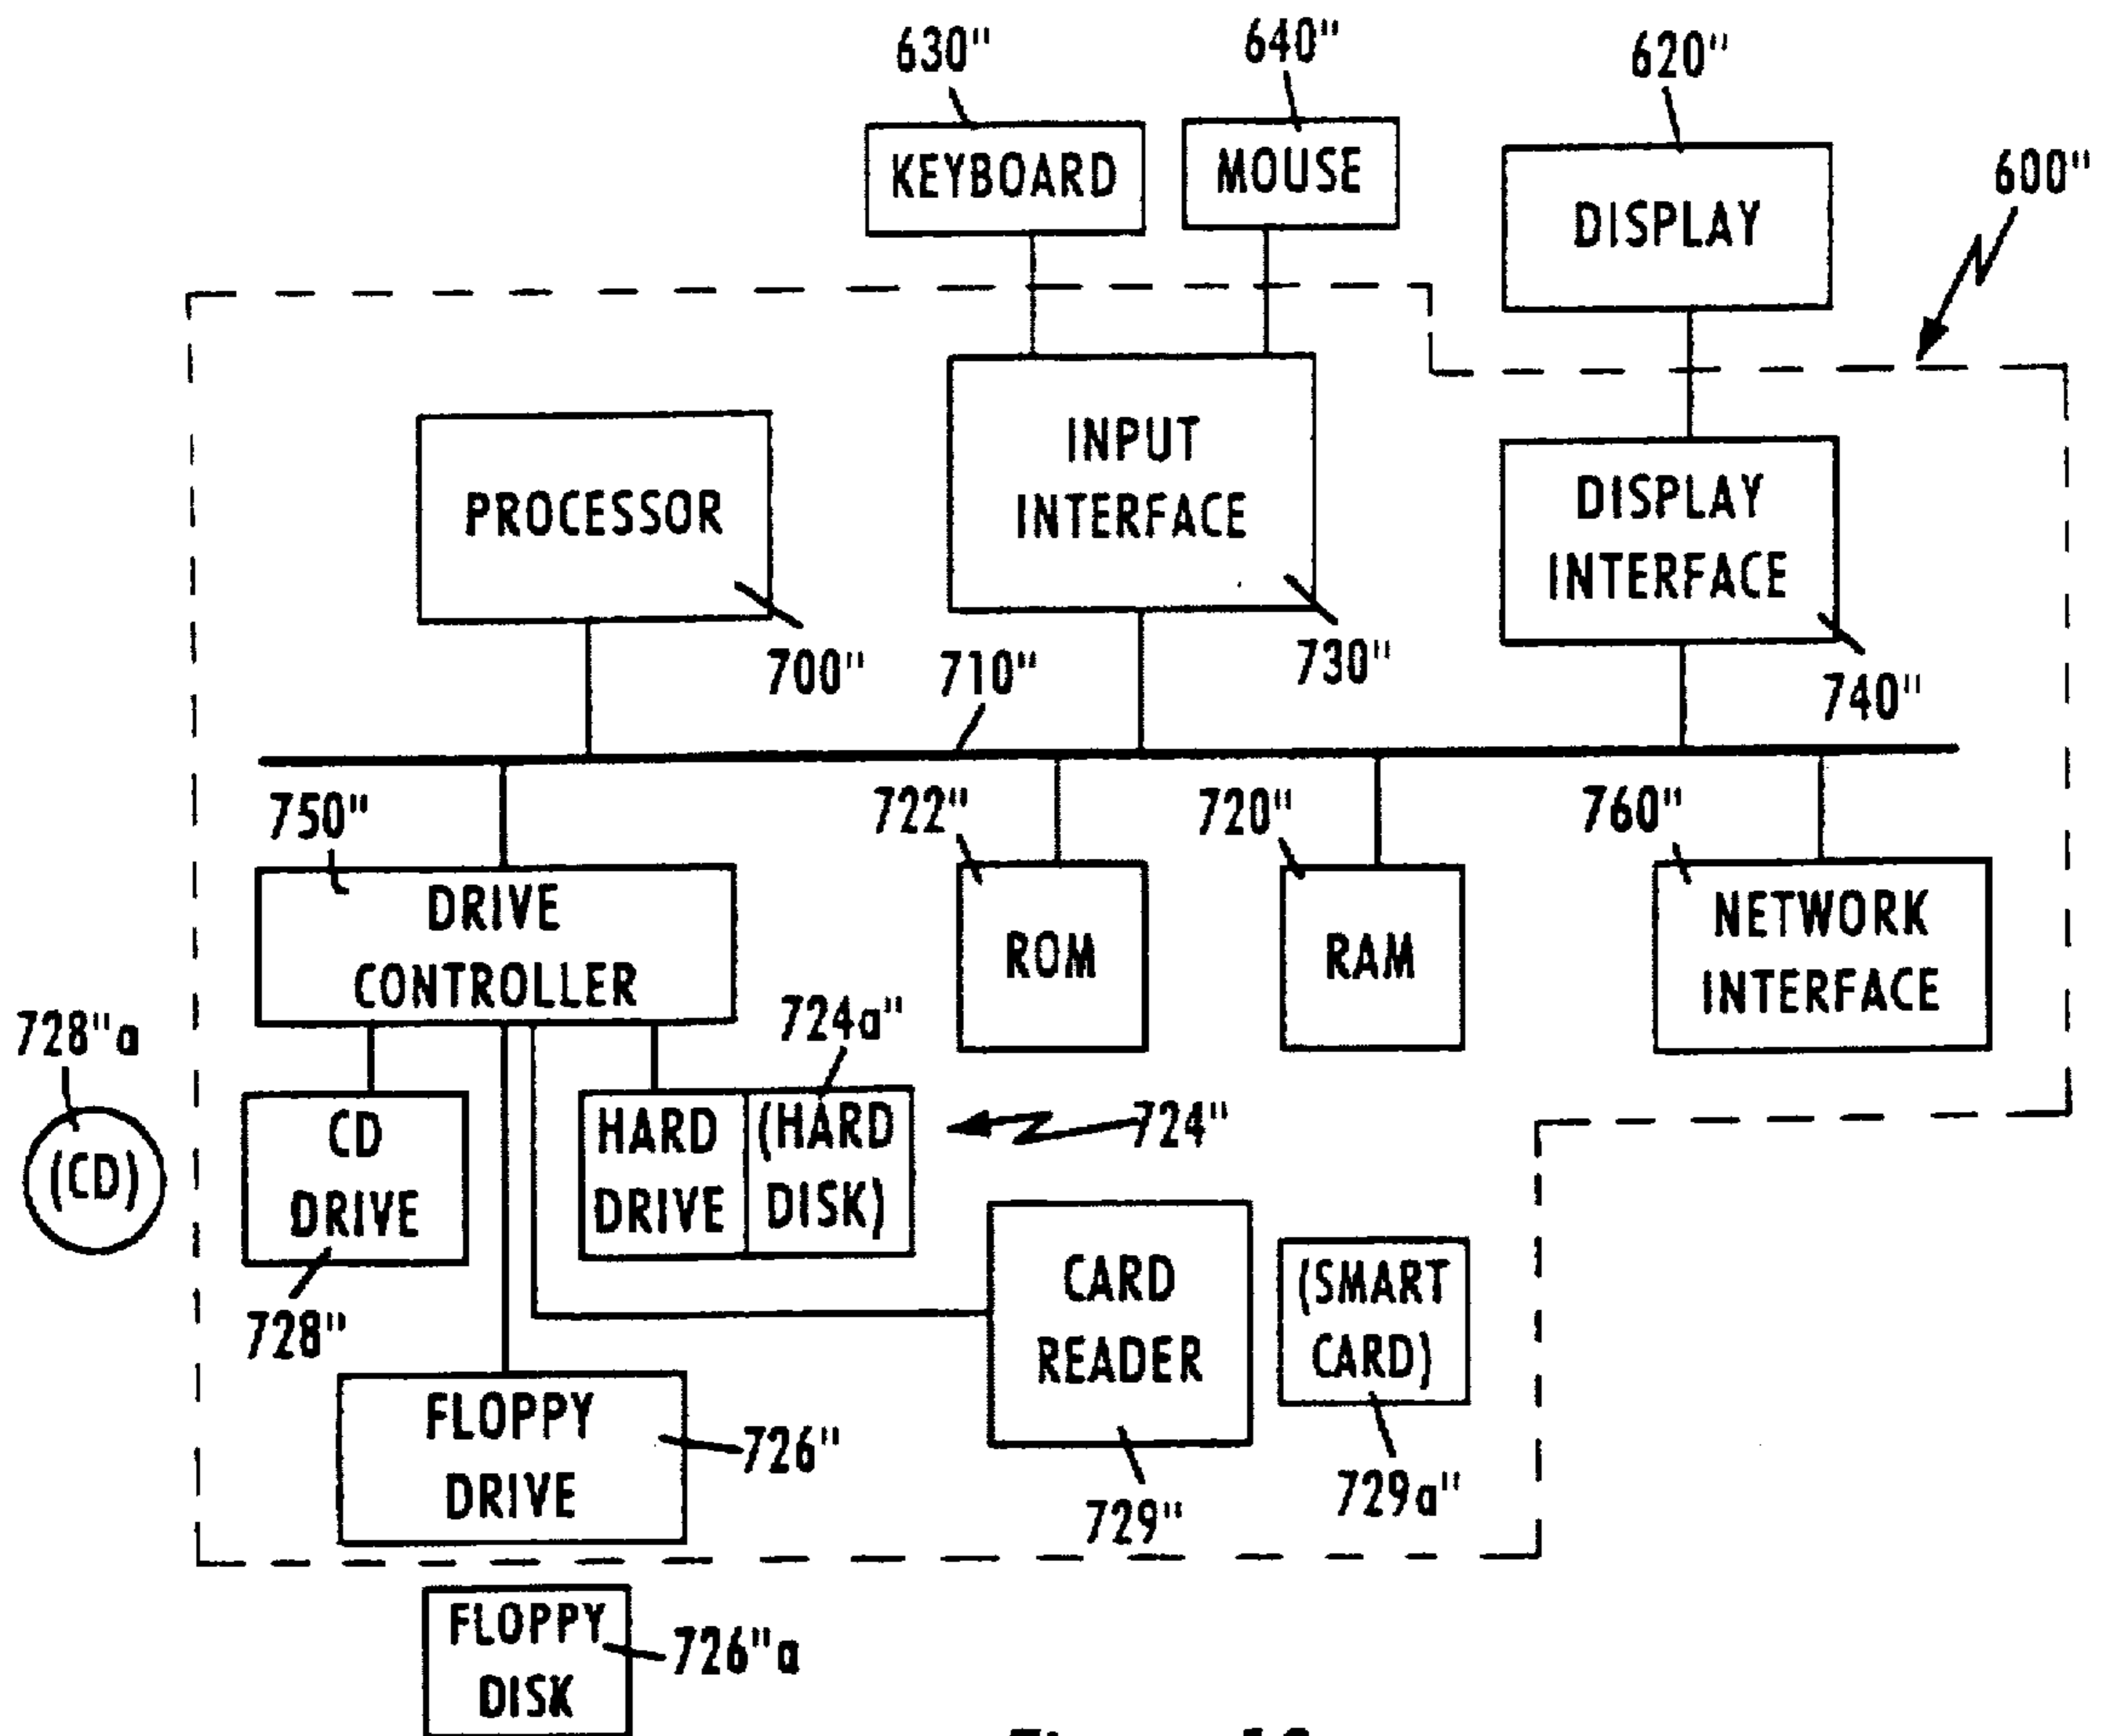 630"
640"
620"
600"
KEYBOARD
MOUSE
DISPLAY
PROCESSOR
INPUT
INTERFACE
DISPLAY
INTERFACE
700"
710"
730"
740"
750"
722"
720"
760"
DRIVE
CONTROLLER
ROM
RAM
NETWORK
INTERFACE
728"a
724a"
(CD)
CD
DRIVE
HARD
DRIVE
(HARD
DISK)
724"
728"
CARD
READER
(SMART
CARD)
FLOPPY
DRIVE
726"
729"
729a"
FLOPPY
DISK
726"a